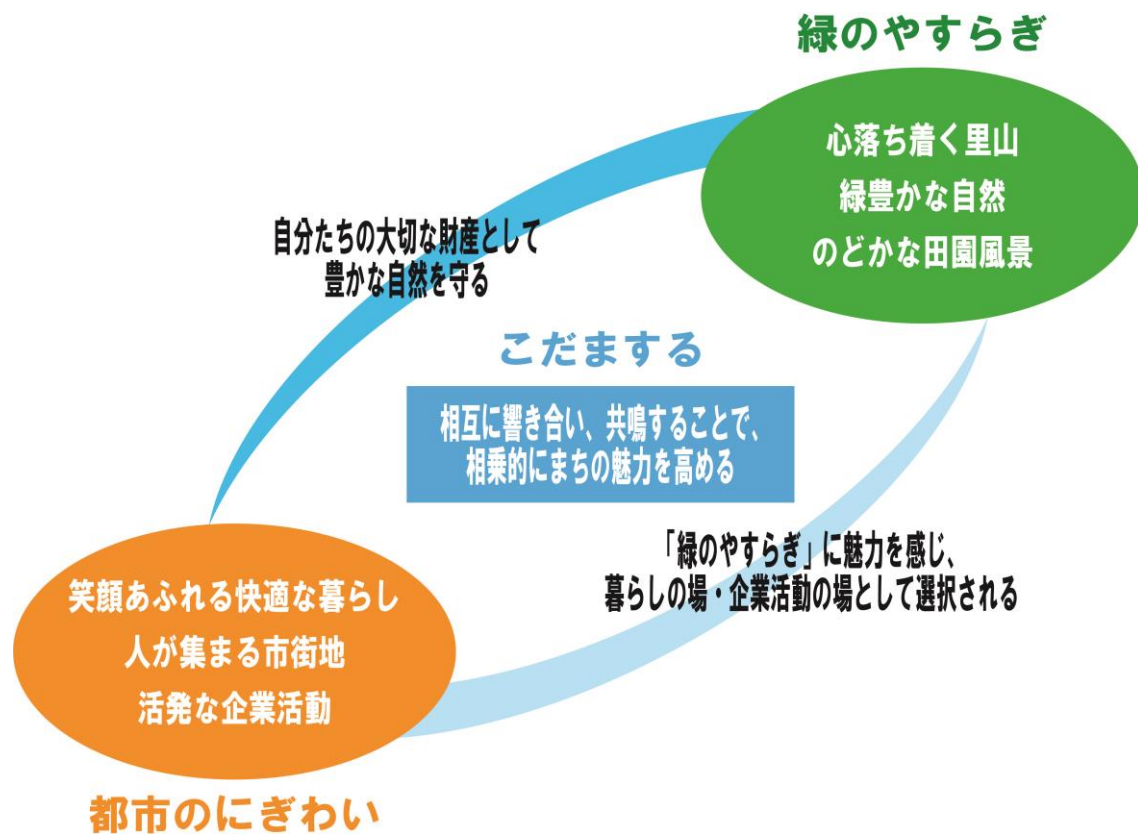 緑のやすらぎ
心落ち着く里山
緑豊かな自然
のどかな田園風景
自分たちの大切な財産として
豊かな自然を守る
こだまする
相互に響き合い、共鳴することで、
相乗的にまちの魅力を高める
「緑のやすらぎ」に魅力を感じ、
暮らしの場・企業活動の場として選択される
笑顔あふれる快適な暮らし
人が集まる市街地
活発な企業活動
都市のにぎわい